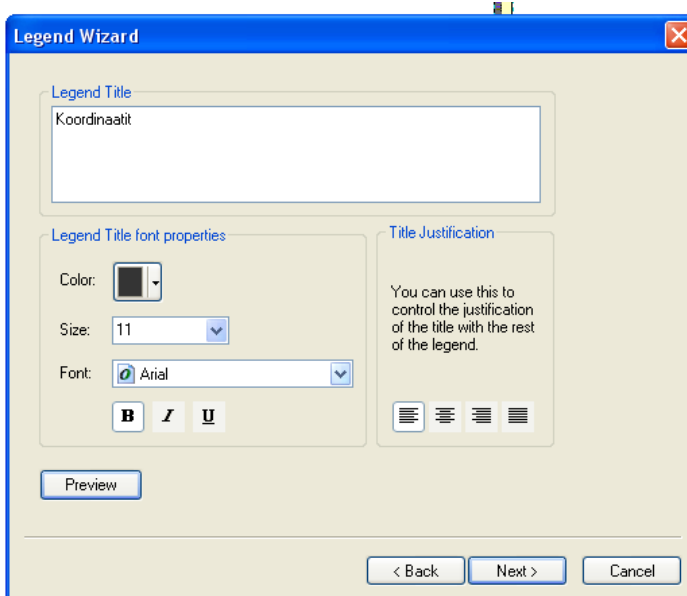 Legend Wizard
Legend Title
Koordinaatit
Legend Title font properties
Color:
Size: 11
Font: Arial
B I U
Title Justification
You can use this to
control the justification
of the title with the rest
of the legend.
Preview
< Back Next > Cancel